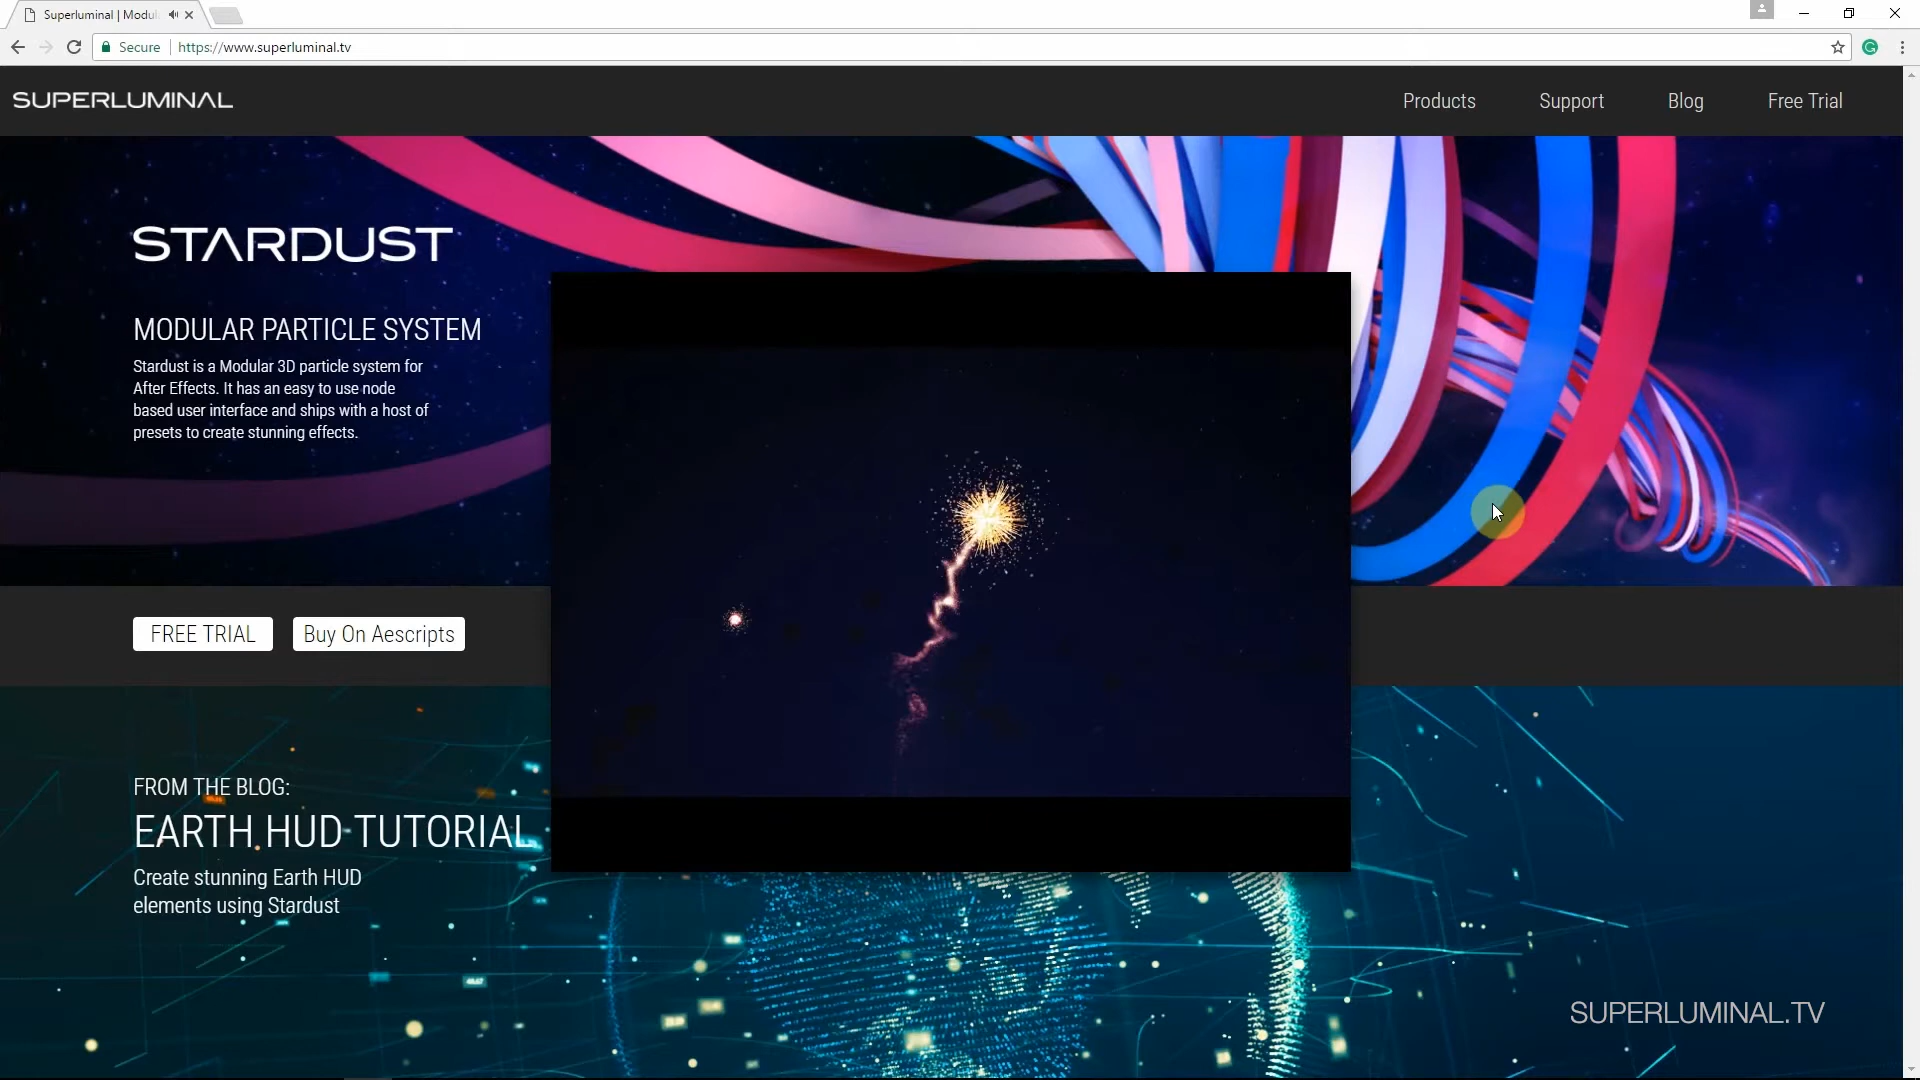 Superluminal | Modul
Secure
https://www.superluminal.tv
SUPERLUMINAL
Products
Support
Blog
Free Trial
STARDUST
MODULAR PARTICLE SYSTEM
Stardust is a Modular 3D particle system for
After Effects. It has an easy to use node
based user interface and ships with a host of
presets to create stunning effects.
FREE TRIAL
Buy On Aescripts
FROM THE BLOG:
EARTH HUD TUTORIAL
Create stunning Earth HUD
elements using Stardust
SUPERLUMINAL.TV